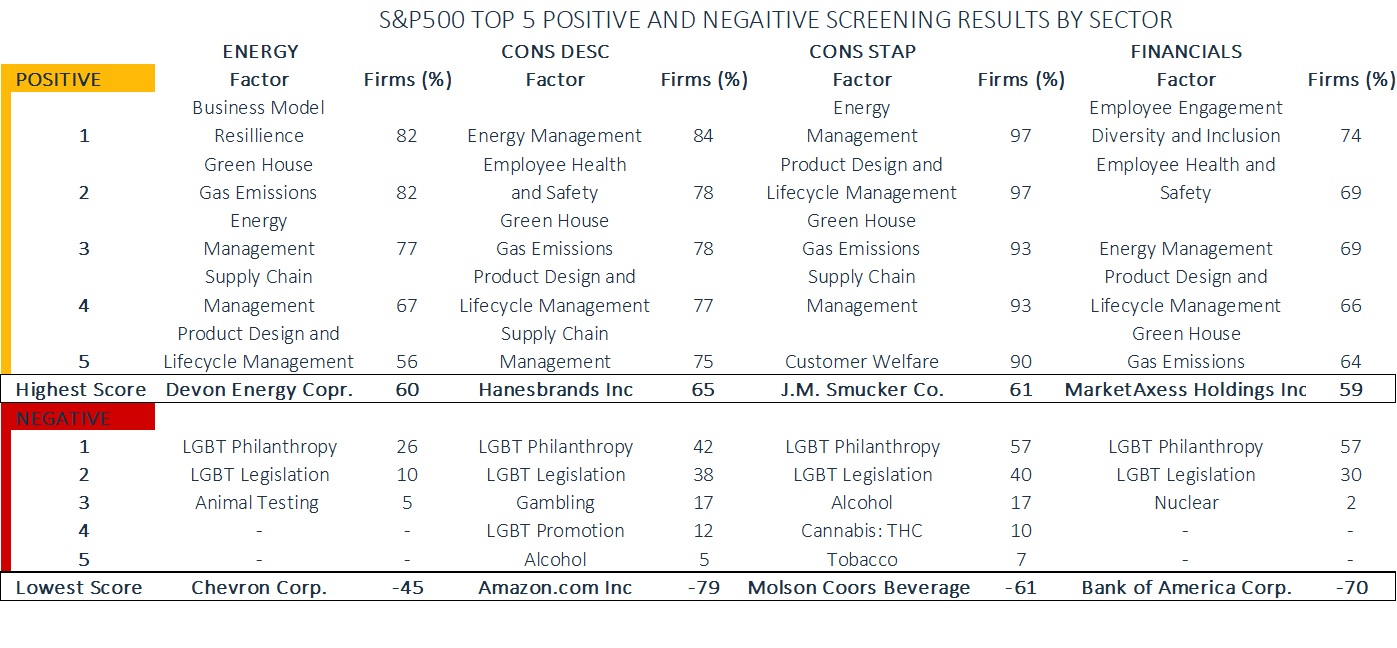 S&P500 TOP 5 POSITIVE AND NEGAITIVE SCREENING RESULTS BY SECTOR
ENERGY CONS DESC CONS STAP FINANCIALS
POSITIVE Factor Firms (%) Factor Firms (%) Factor Firms (%) Factor Firms (%)
Business Model Energy Employee Engagement
1 Resillience 82 Energy Management 84 Management 97 Diversity and Inclusion 74
Green House Employee Health Product Design and Employee Health and
2 Gas Emissions 82 and Safety 78 Lifecycle Management 97 Safety 69
Energy Green House Green House
3 Management 77 Gas Emissions 78 Gas Emissions 93 Energy Management 69
Supply Chain Product Design and Supply Chain Product Design and
4 Management 67 Lifecycle Management 77 Management 93 Lifecycle Management 66
Product Design and Supply Chain Green House
5 Lifecycle Management 56 Management 75 Customer Welfare 90 Gas Emissions 64
Highest Score Devon Energy Copr. 60 Hanesbrands Inc 65 J.M. Smucker Co. 61 MarketAxess Holdings Inc 59
NEGATIVE
1 LGBT Philanthropy 26 LGBT Philanthropy 42 LGBT Philanthropy 57 LGBT Philanthropy 57
2 LGBT Legislation 10 LGBT Legislation 38 LGBT Legislation 40 LGBT Legislation 30
3 Animal Testing 5 Gambling 17 Alcohol 17 Nuclear 2
4 - - LGBT Promotion 12 Cannabis: THC 10 - -
5 - - Alcohol 5 Tobacco 7 - -
Lowest Score Chevron Corp. -45 Amazon.com Inc -79 Molson Coors Beverage -61 Bank of America Corp. -70